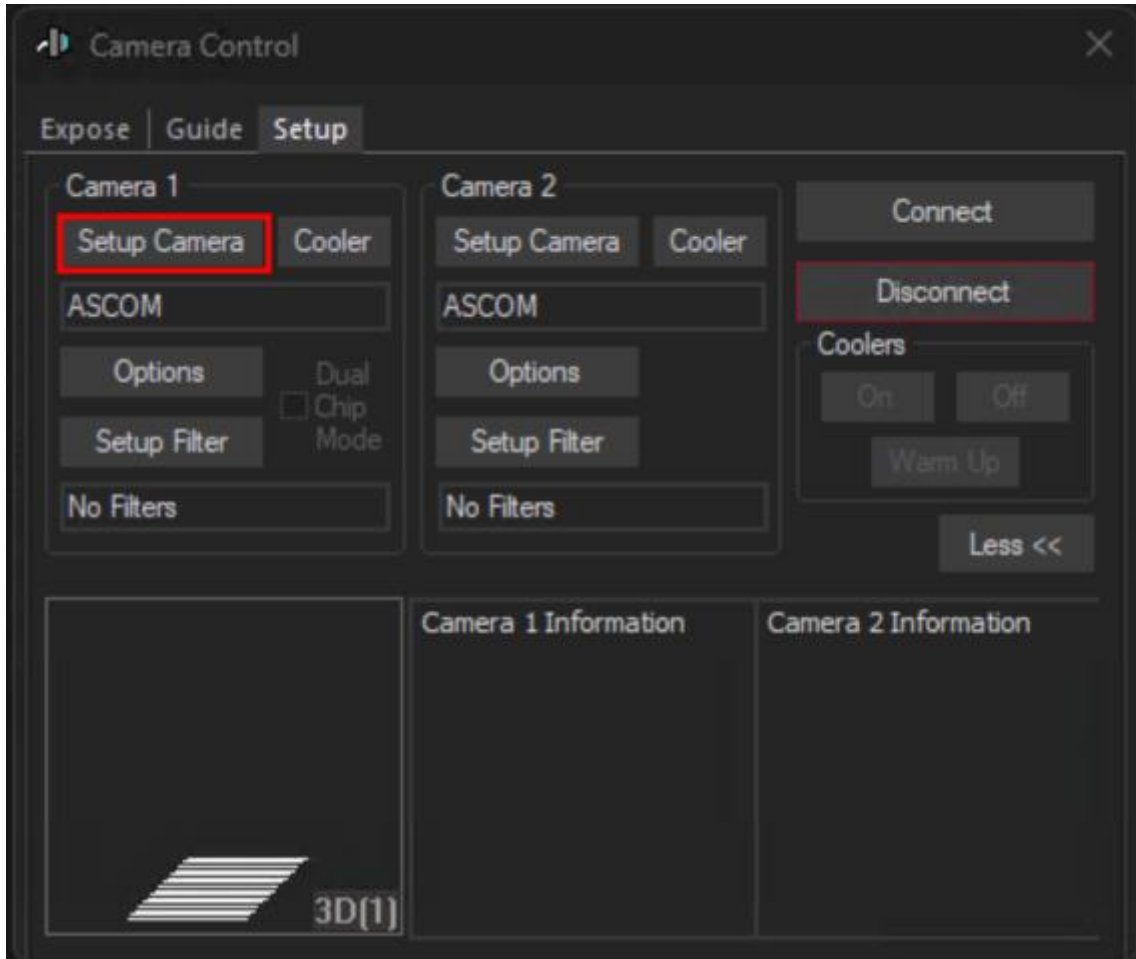 Camera Control
Expose Guide Setup
Camera 1
Setup Camera Cooler
ASCOM
Options
Dual
Chip
Mode
Setup Filter
No Filters
Camera 2
Setup Camera Cooler
ASCOM
Options
Setup Filter
No Filters
Connect
Disconnect
Coolers
On Off
Warm Up
Less <<
3D(1)
Camera 1 Information
Camera 2 Information